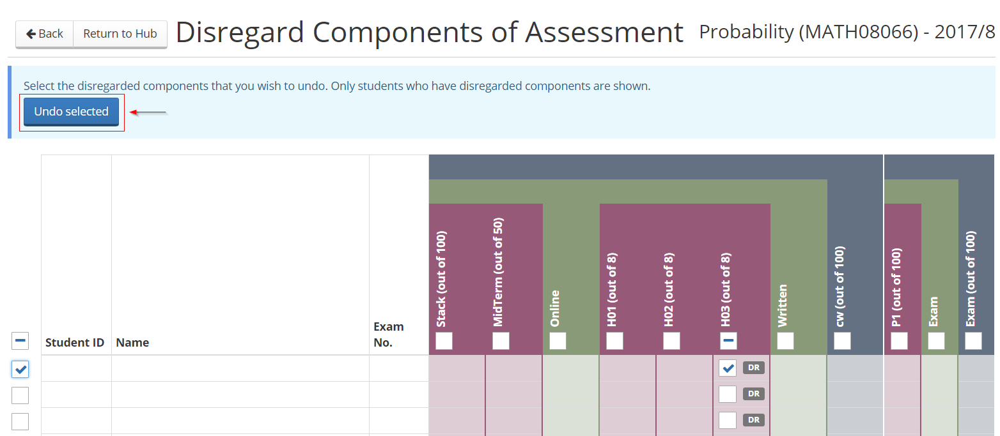 Back Return to Hub Disregard Components of Assessment Probability (MATH08066) - 2017/8
Select the disregarded components that you wish to undo. Only students who have disregarded components are shown.
Undo selected
Student ID
Name
Exam
No.
Stack (out of 100)
MidTerm (out of 50)
Online
H01 (out of 8)
H02 (out of 8)
H03 (out of 8)
Written
cw (out of 100)
P1 (out of 100)
Exam
Exam (out of 100)
DR
DR
DR